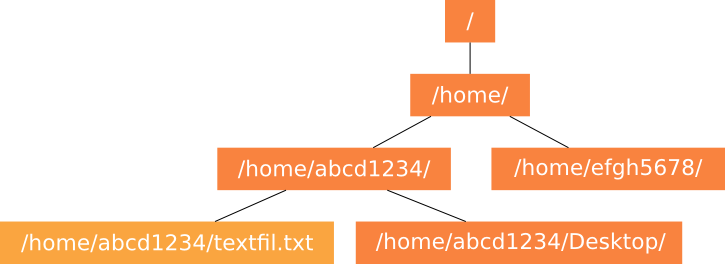 /
/home/
/home/abcd1234/
/home/efgh5678/
/home/abcd1234/textfil.txt
/home/abcd1234/Desktop/